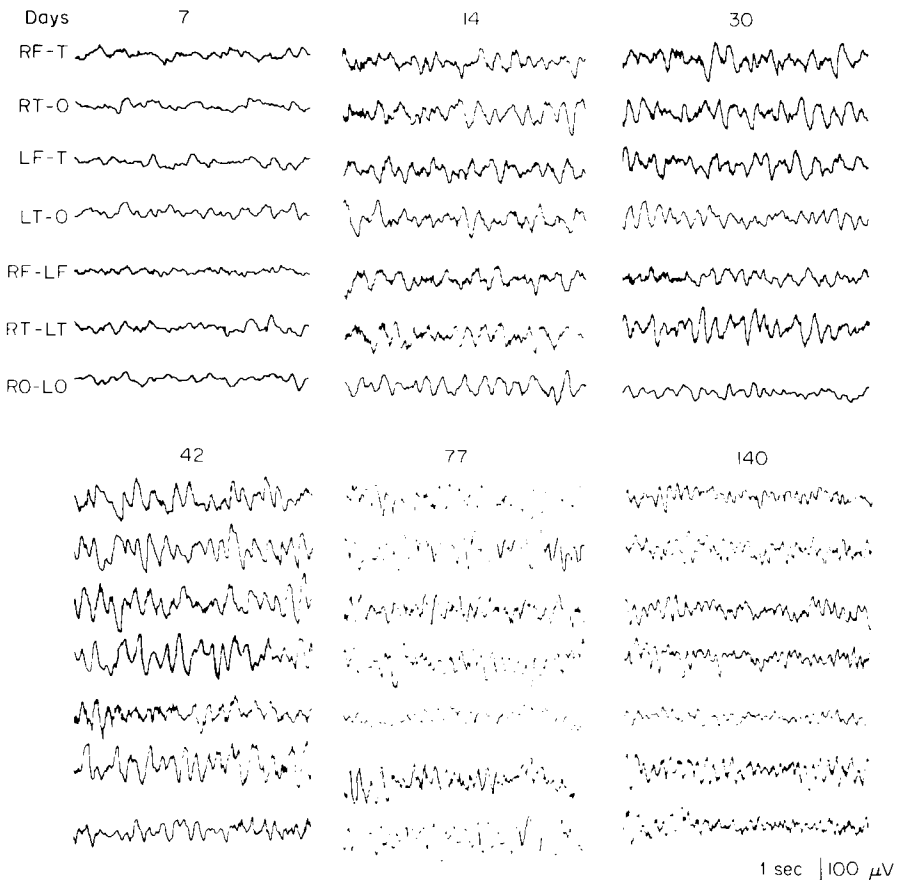 Days 7 14 30
RF-T
RT-O
LF-T
LT-O
RF-LF
RT-LT
RO-LO
42 77 140
1 sec 100 μV